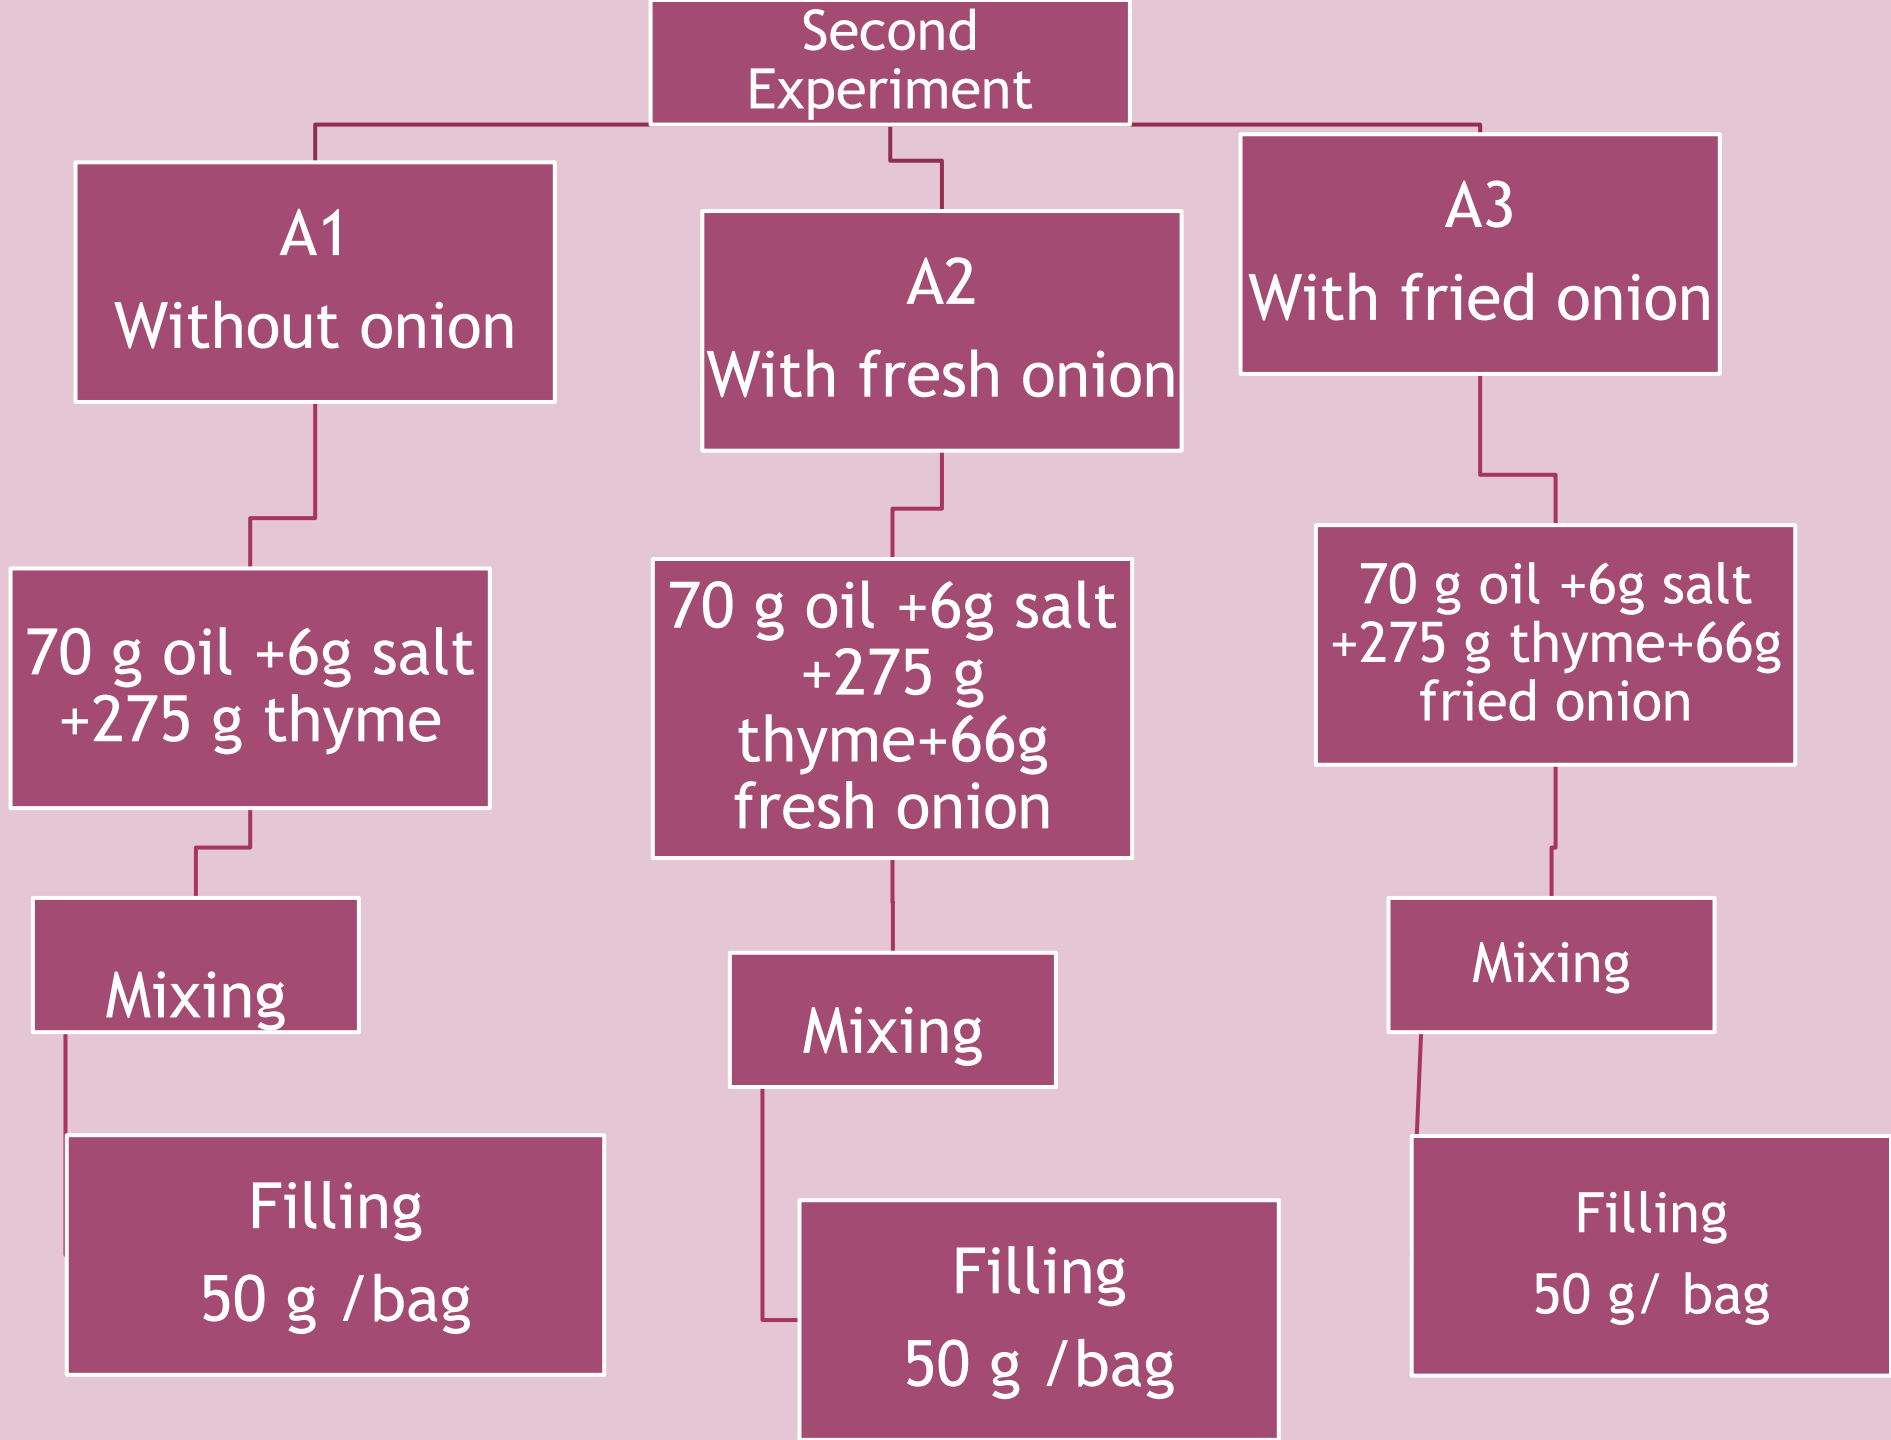 Second
Experiment
A1
Without onion
A2
With fresh onion
A3
With fried onion
70 g oil +6g salt
+275 g thyme
70 g oil +6g salt
+275 g
thyme+66g
fresh onion
70 g oil +6g salt
+275 g thyme+66g
fried onion
Mixing
Mixing
Mixing
Filling
50 g /bag
Filling
50 g /bag
Filling
50 g/ bag